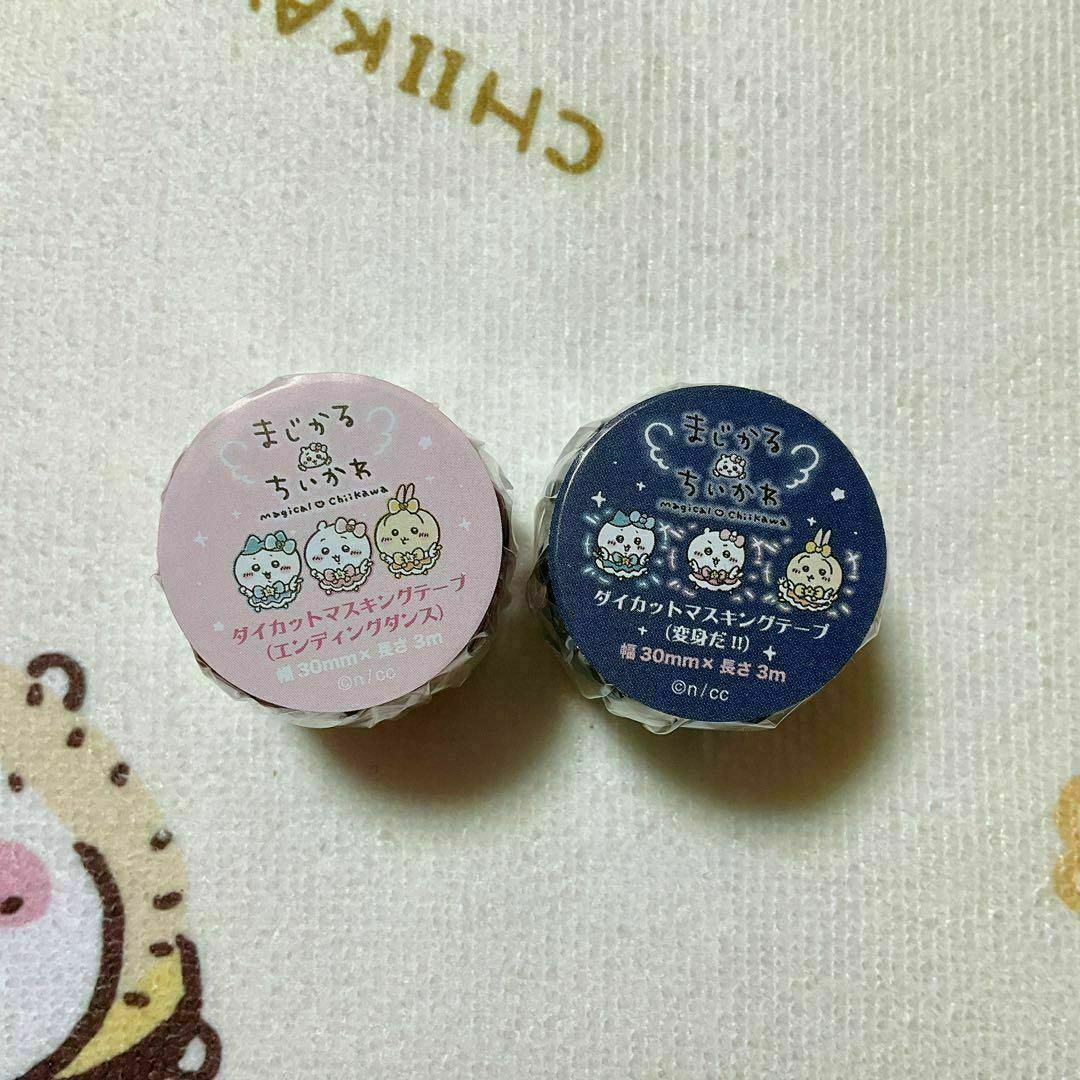 CHIIKA
まじかる
ちいかわ
magical♡Chiikawa
ダイカットマスキングテープ
(エンディングダンス)
幅 30mm× 長さ 3m
©n/cc
まじかる
ちいかわ
magical♡Chiikawa
ダイカットマスキングテープ
(変身だ!!)
幅 30mm× 長さ 3m
©n/cc